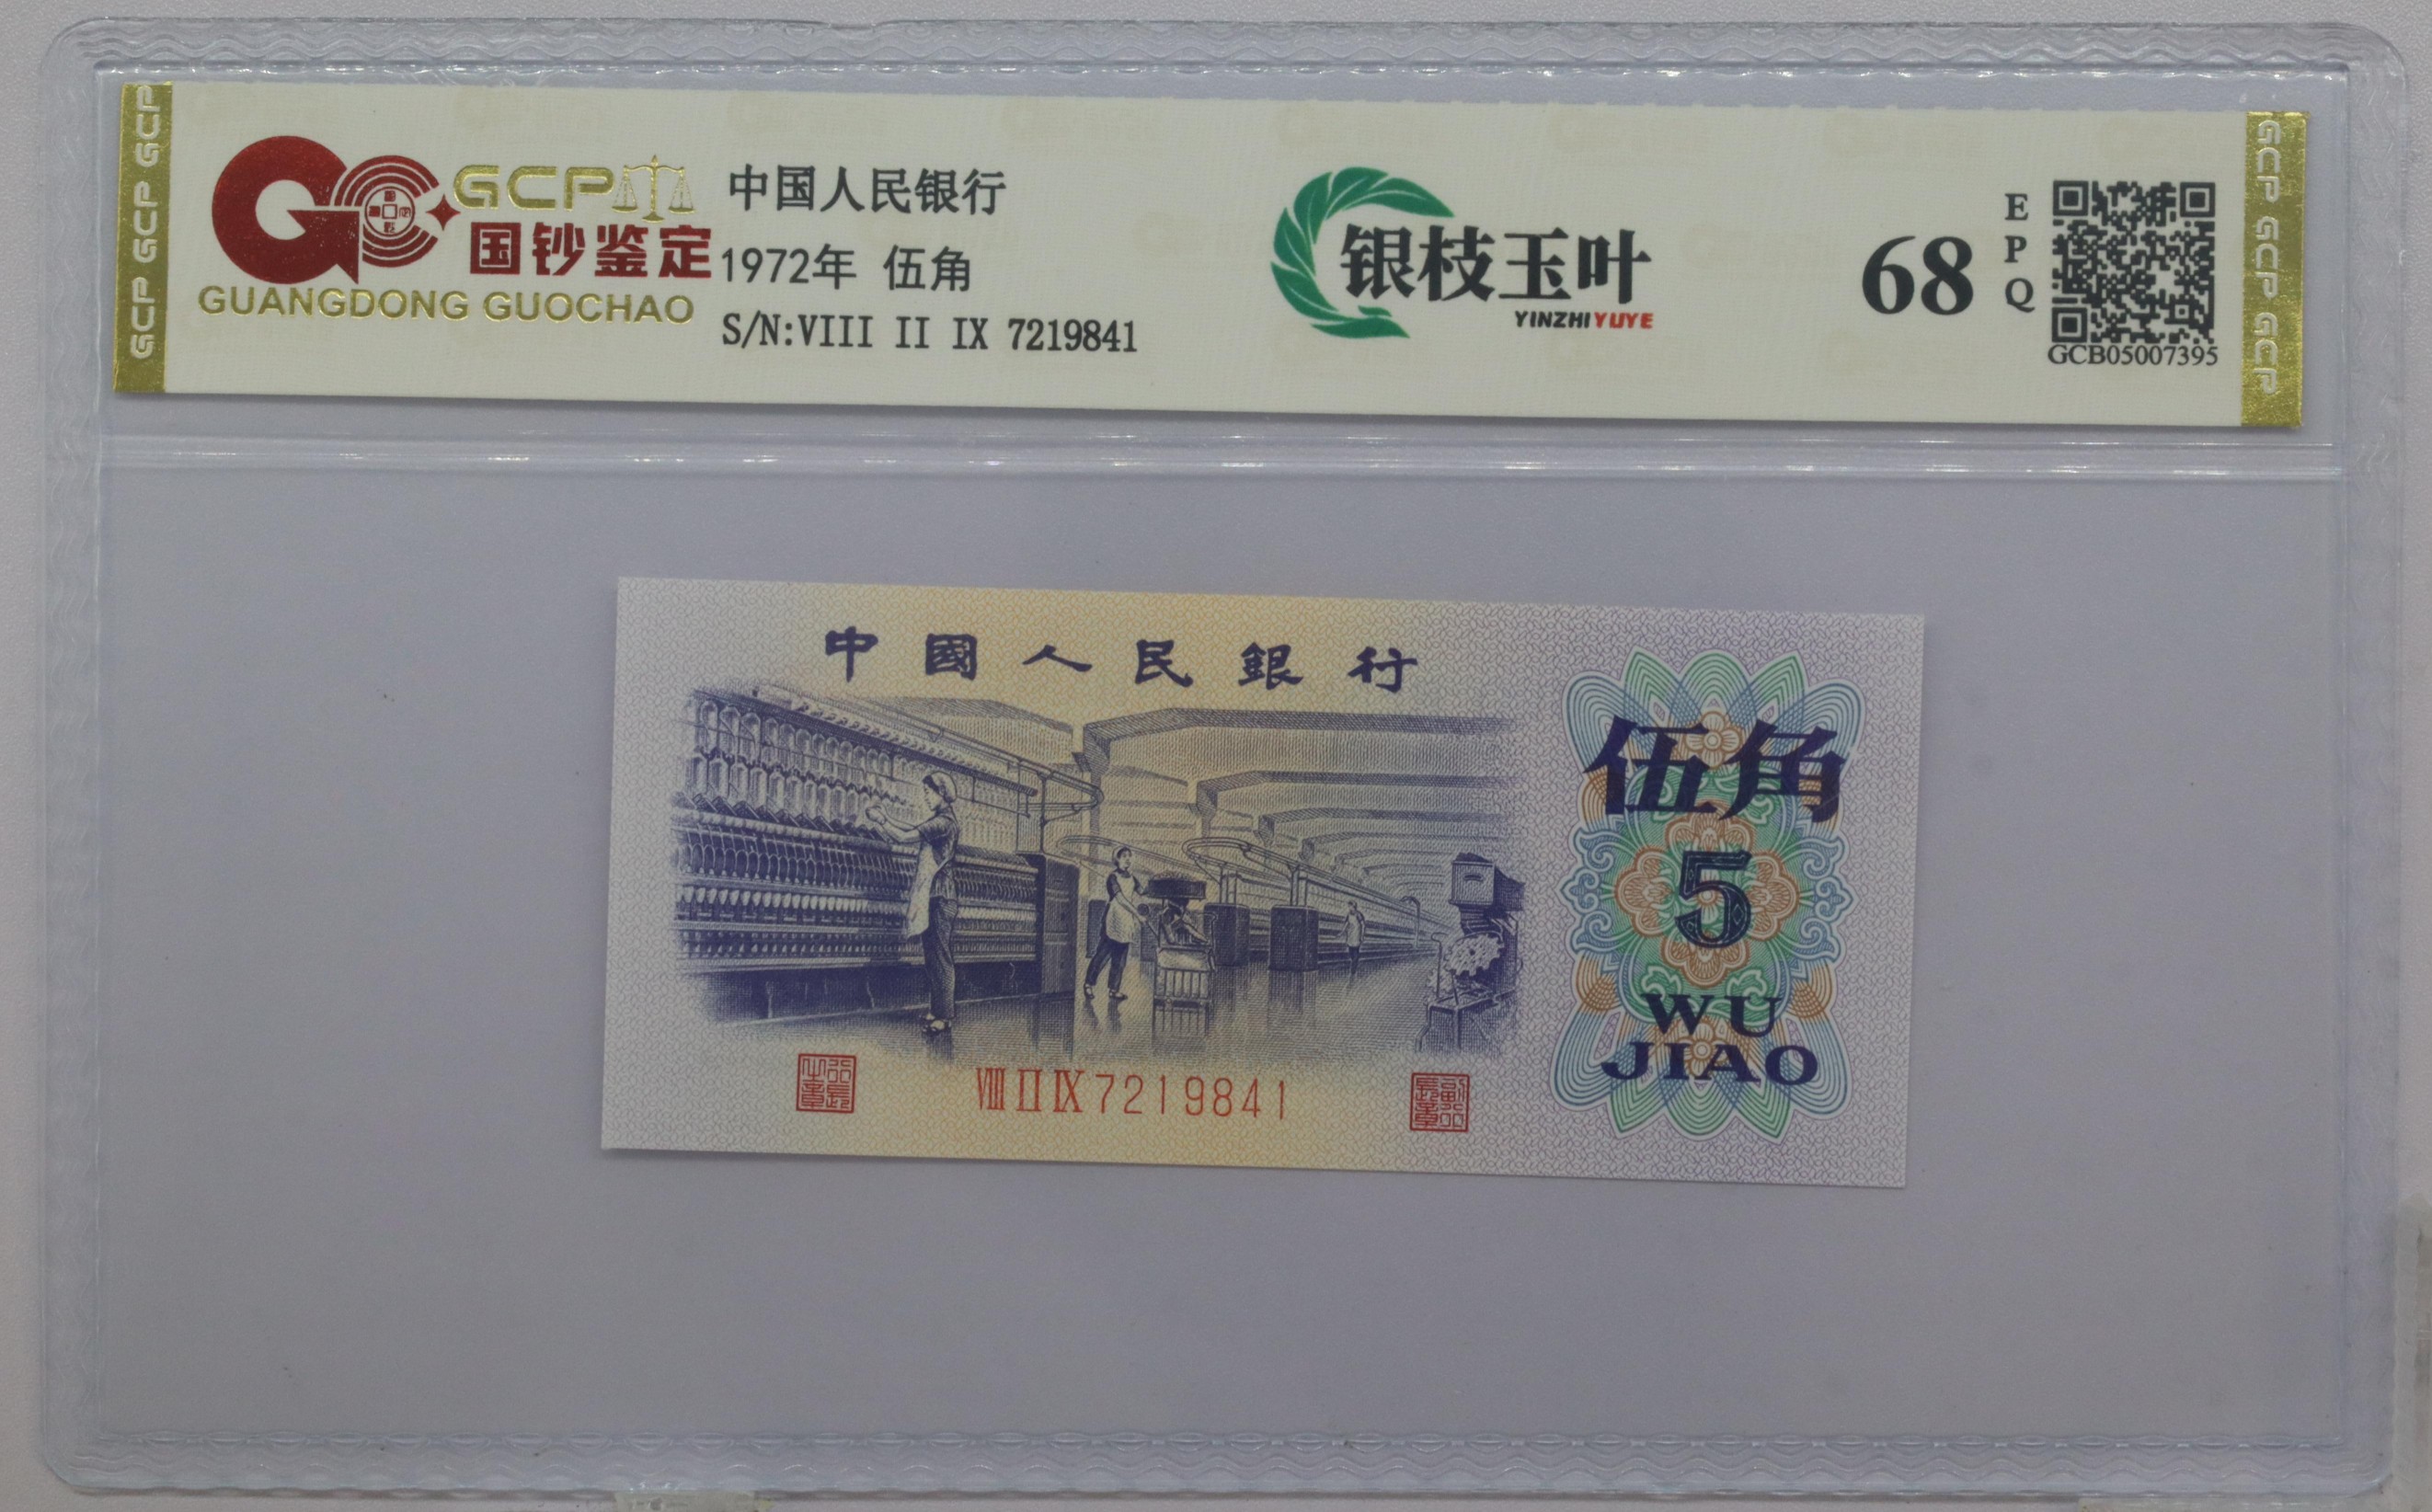 GCP GCP GCP
GCP
国钞鉴定
GUANGDONG GUOCHAO
中国人民银行
1972年 伍角
S/N:VIII II IX 7219841
银枝玉叶
YINZHIYUYE
68
EPQ
GCB05007395
GCP GCP GCP
中國人民銀行
伍角
5
WU
JIAO
VIII II IX 7219841